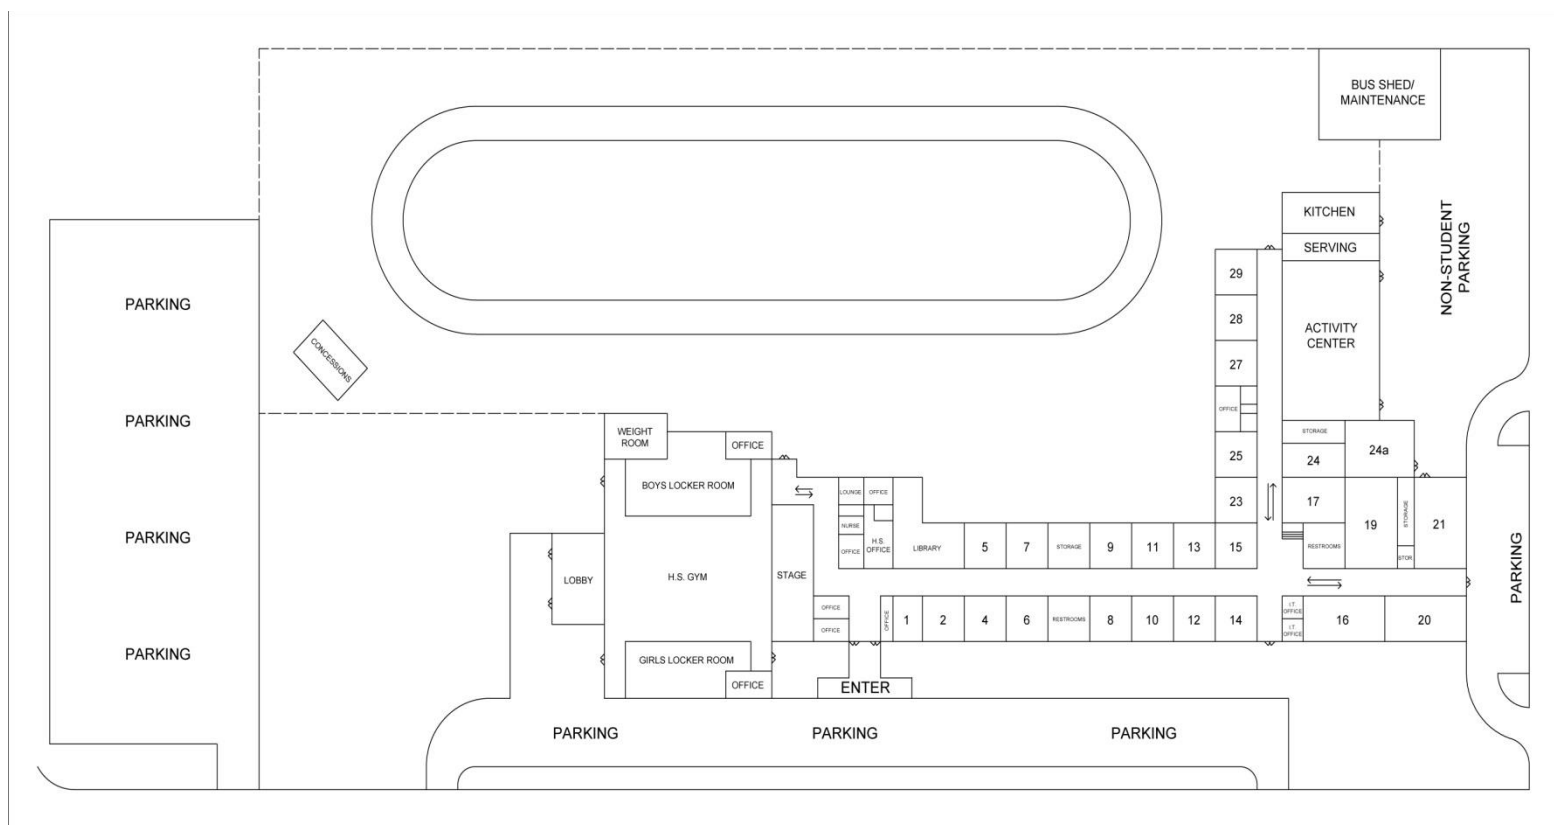 BUS SHED/
MAINTENANCE
KITCHEN
NON-STUDENT
PARKING
SERVING
29
PARKING
28
ACTIVITY
CENTER
CONCESSIONS
27
PARKING
OFFICE
WEIGHT
ROOM
OFFICE
STORAGE
24a
25
24
BOYS LOCKER ROOM
LOUNGE
OFFICE
23
17
NURSE
19
STORAGE
21
PARKING
OFFICE
H.S.
OFFICE
LIBRARY
5
7
STORAGE
9
11
13
15
RESTROOMS
STOR.
LOBBY
H.S. GYM
STAGE
PARKING
OFFICE
OFFICE
OFFICE
1
2
4
6
RESTROOMS
8
10
12
14
I.T.
OFFICE
I.T.
OFFICE
16
20
PARKING
GIRLS LOCKER ROOM
OFFICE
ENTER
PARKING
PARKING
PARKING